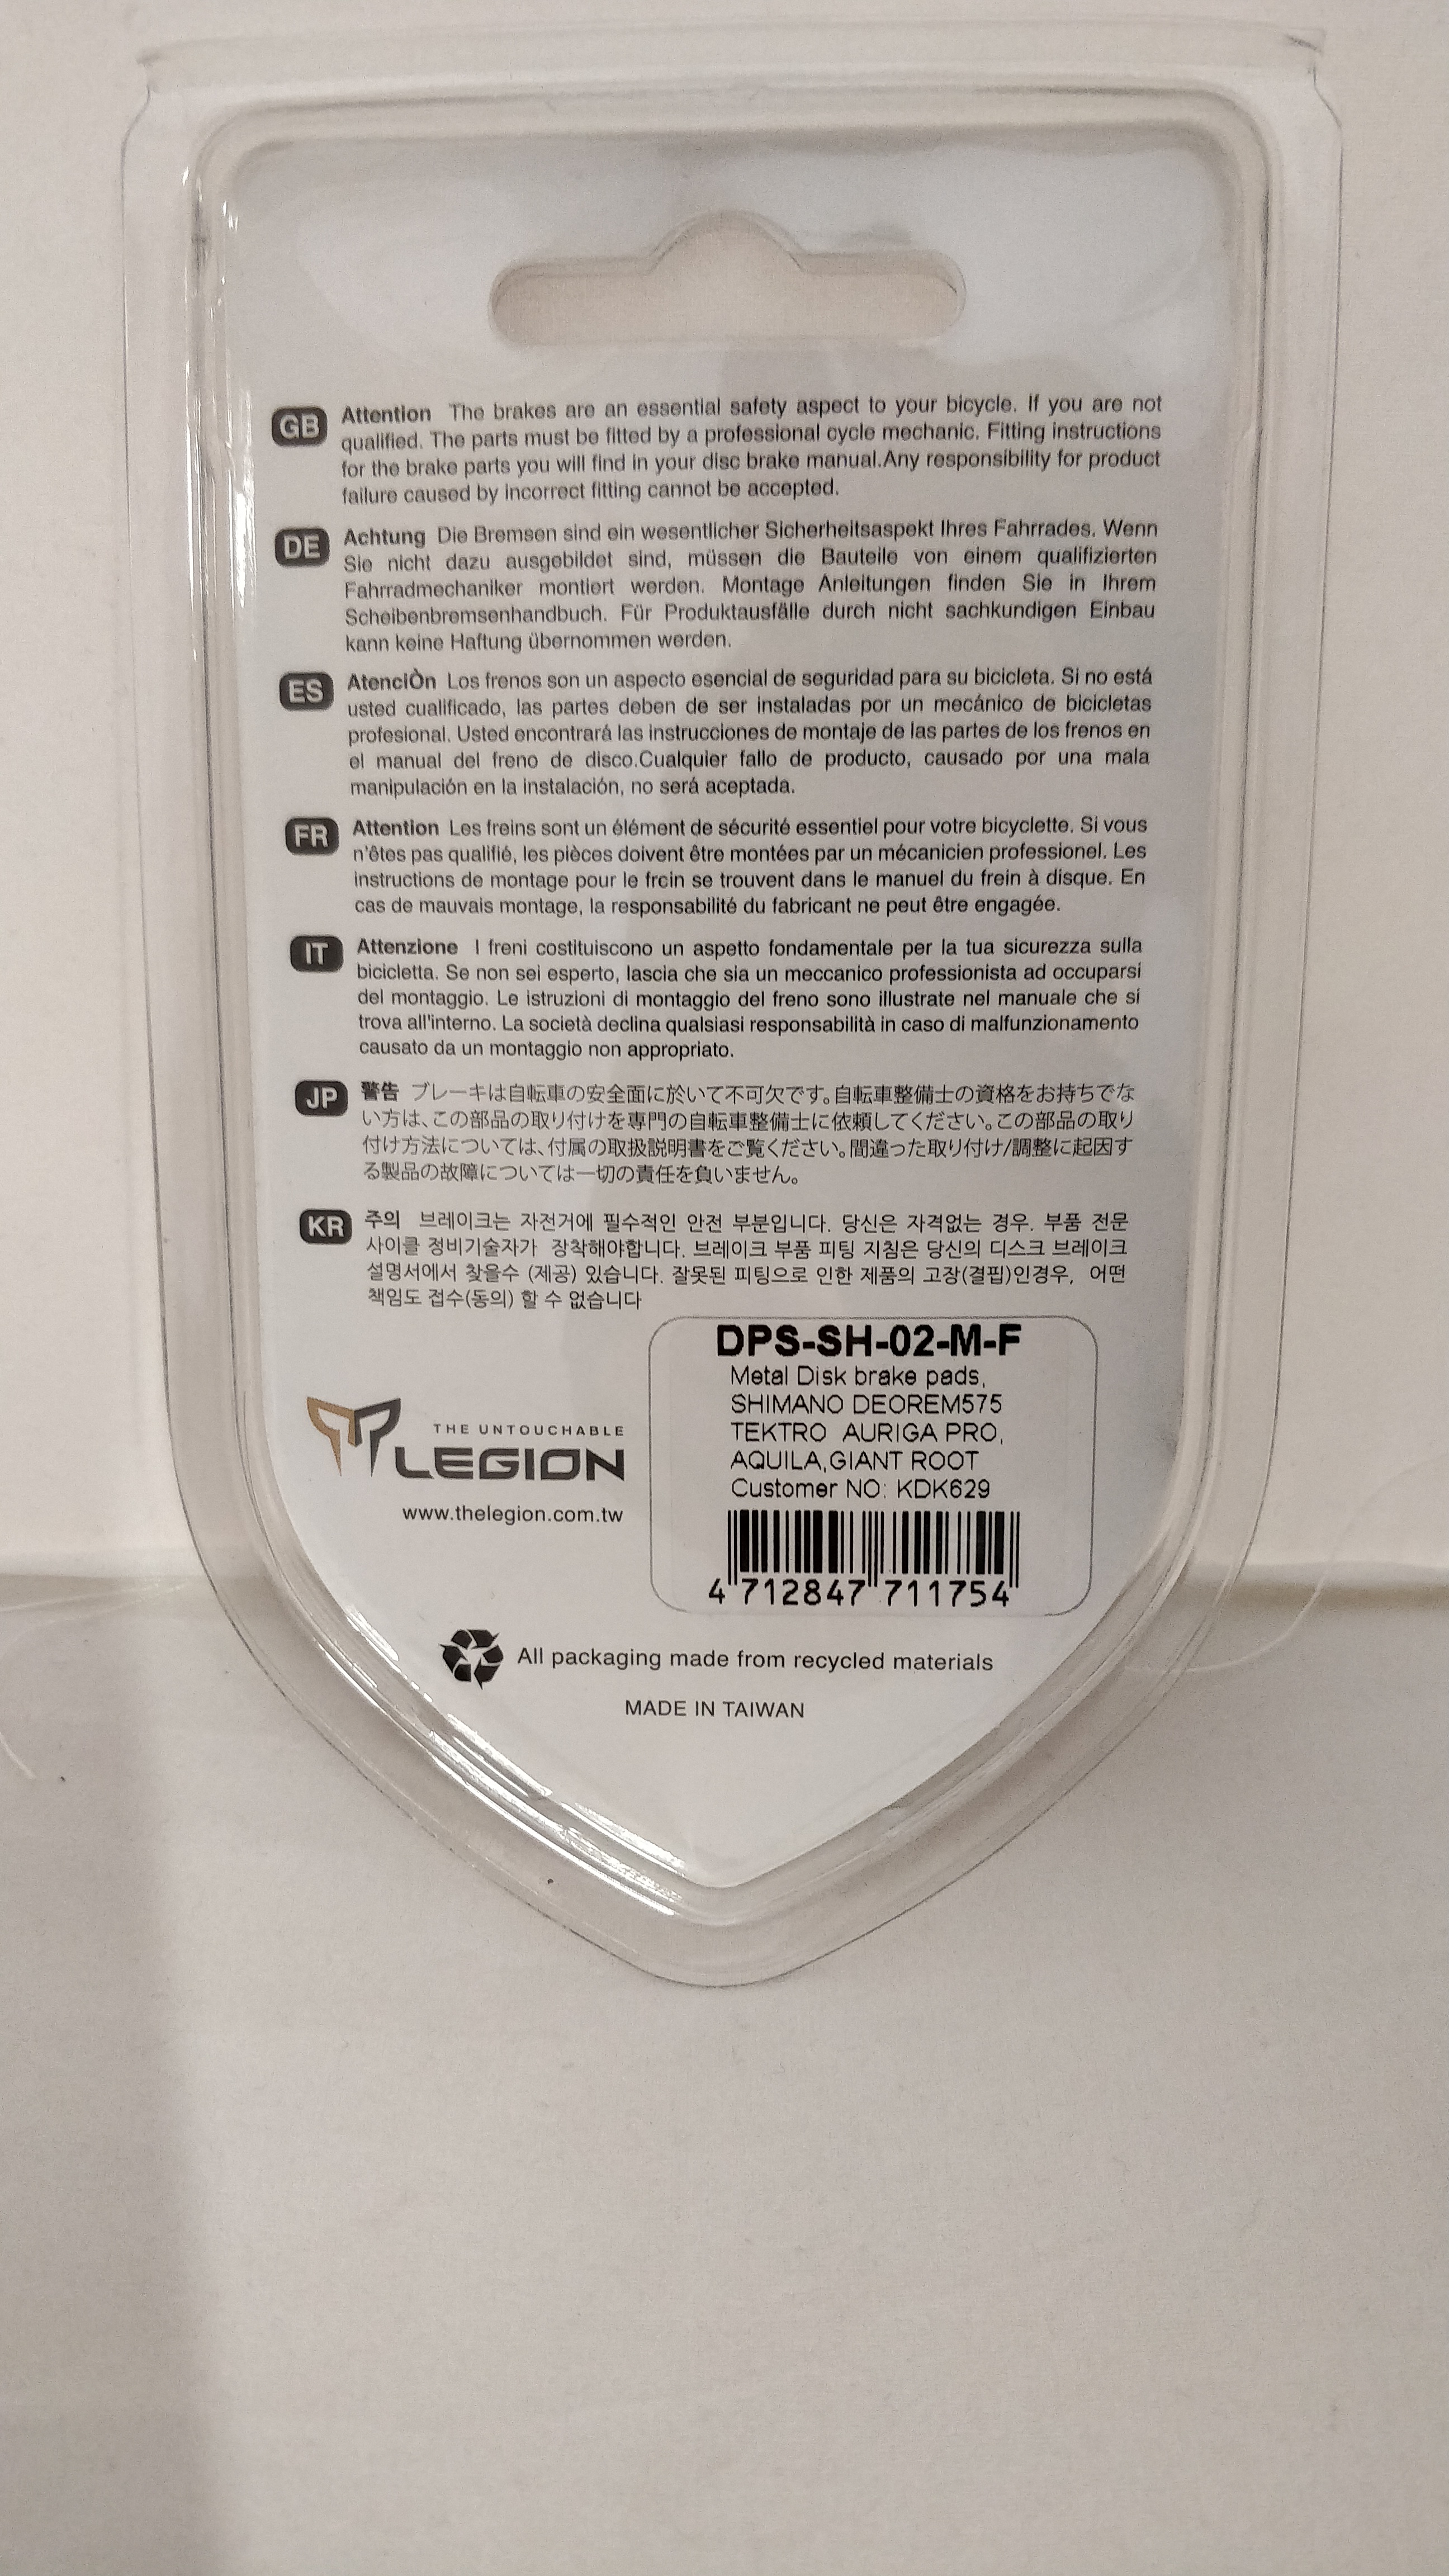 GB
Attention The brakes are an essential safety aspect to your bicycle. If you are not
qualified. The parts must be fitted by a professional cycle mechanic. Fitting instructions
for the brake parts you will find in your disc brake manual.Any responsibility for product
failure caused by incorrect fitting cannot be accepted.
DE
Achtung Die Bremsen sind ein wesentlicher Sicherheitsaspekt Ihres Fahrrades. Wenn
Sie nicht dazu ausgebildet sind, müssen die Bauteile von einem qualifizierten
Fahrradmechaniker montiert werden. Montage Anleitungen finden Sie in Ihrem
Scheibenbremsenhandbuch. Für Produktausfälle durch nicht sachkundigen Einbau
kann keine Haftung übernommen werden.
ES
AtenciÒn Los frenos son un aspecto esencial de seguridad para su bicicleta. Si no está
usted cualificado, las partes deben de ser instaladas por un mecánico de bicicletas
profesional. Usted encontrará las instrucciones de montaje de las partes de los frenos en
el manual del freno de disco.Cualquier fallo de producto, causado por una mala
manipulación en la instalación, no será aceptada.
FR
Attention Les freins sont un élément de sécurité essentiel pour votre bicyclette. Si vous
n'êtes pas qualifié, les pièces doivent être montées par un mécanicien professionel. Les
instructions de montage pour le frein se trouvent dans le manuel du frein à disque. En
cas de mauvais montage, la responsabilité du fabricant ne peut être engagée.
IT
Attenzione I freni costituiscono un aspetto fondamentale per la tua sicurezza sulla
bicicletta. Se non sei esperto, lascia che sia un meccanico professionista ad occuparsi
del montaggio. Le istruzioni di montaggio del freno sono illustrate nel manuale che si
trova all'interno. La società declina qualsiasi responsabilità in caso di malfunzionamento
causato da un montaggio non appropriato.
JP
警告 ブレーキは自転車の安全面に於いて不可欠です。自転車整備士の資格をお持ちでな
い方は、この部品の取り付けを専門の自転車整備士に依頼してください。この部品の取り
付け方法については、付属の取扱説明書をご覧ください。間違った取り付け/調整に起因す
る製品の故障については一切の責任を負いません。
KR
주의 브레이크는 자전거에 필수적인 안전 부분입니다. 당신은 자격없는 경우. 부품 전문
사이클 정비기술자가 장착해야합니다. 브레이크 부품 피팅 지침은 당신의 디스크 브레이크
설명서에서 찾을수 (제공) 있습니다. 잘못된 피팅으로 인한 제품의 고장(결핍)인경우, 어떤
책임도 접수(동의) 할 수 없습니다
THE UNTOUCHABLE
LEGION
www.thelegion.com.tw
DPS-SH-02-M-F
Metal Disk brake pads,
SHIMANO DEOREM575
TEKTRO AURIGA PRO,
AQUILA,GIANT ROOT
Customer NO: KDK629
4 712847 711754
All packaging made from recycled materials
MADE IN TAIWAN